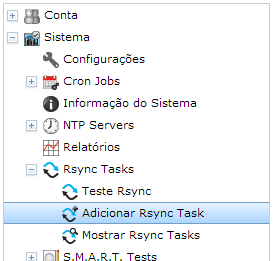 Conta
Sistema
Configurações
Cron Jobs
Informação do Sistema
NTP Servers
Relatórios
Rsync Tasks
Teste Rsync
Adicionar Rsync Task
Mostrar Rsync Tasks
S.M.A.R.T. Tests